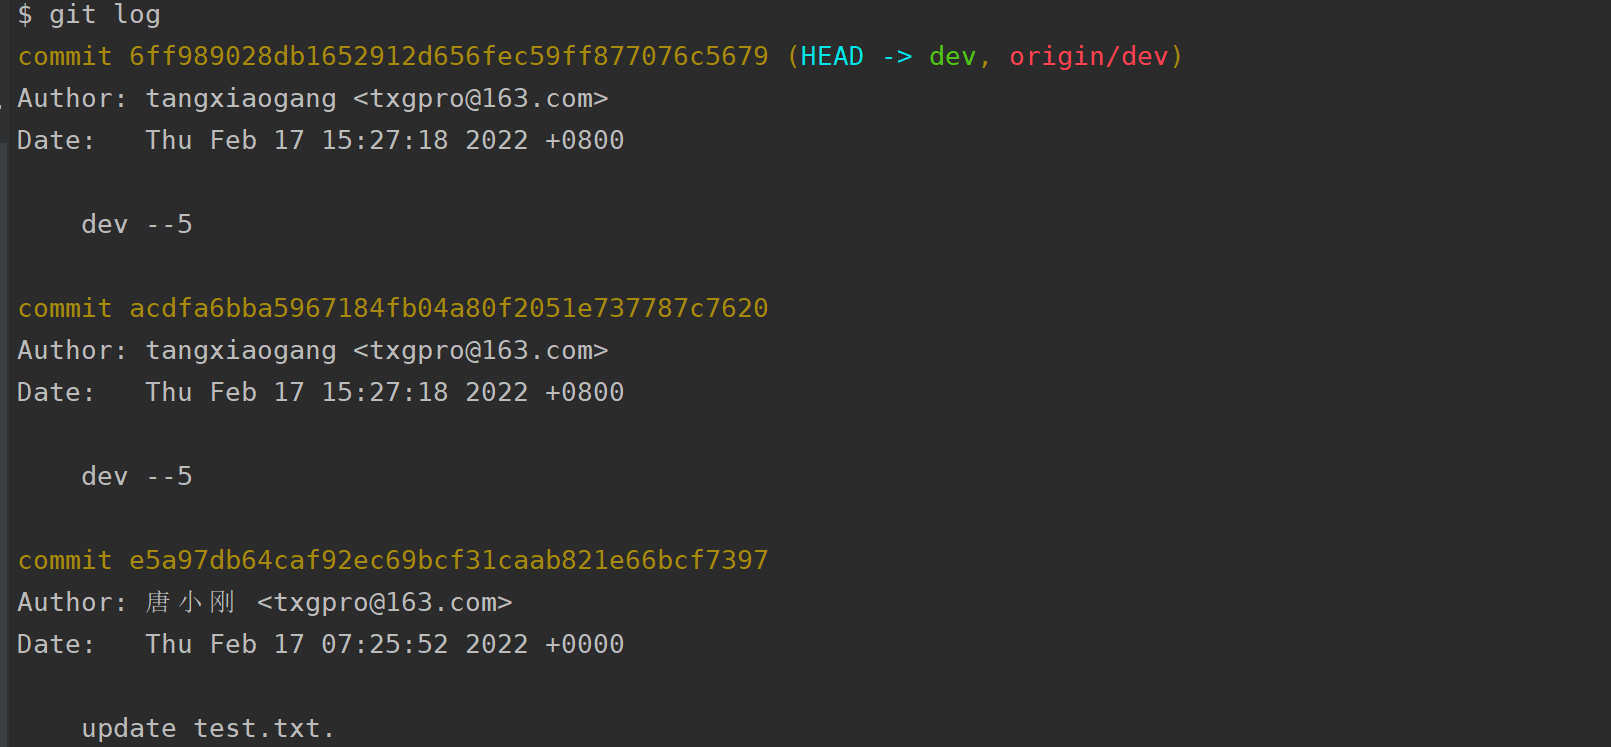 $ git log
commit 6ff989028db1652912d656fec59ff877076c5679 (HEAD -> dev, origin/dev)
Author: tangxiaogang <txgpro@163.com>
Date:   Thu Feb 17 15:27:18 2022 +0800
    dev --5
commit acdfa6bba5967184fb04a80f2051e737787c7620
Author: tangxiaogang <txgpro@163.com>
Date:   Thu Feb 17 15:27:18 2022 +0800
    dev --5
commit e5a97db64caf92ec69bcf31caab821e66bcf7397
Author: 唐小刚 <txgpro@163.com>
Date:   Thu Feb 17 07:25:52 2022 +0000
    update test.txt.